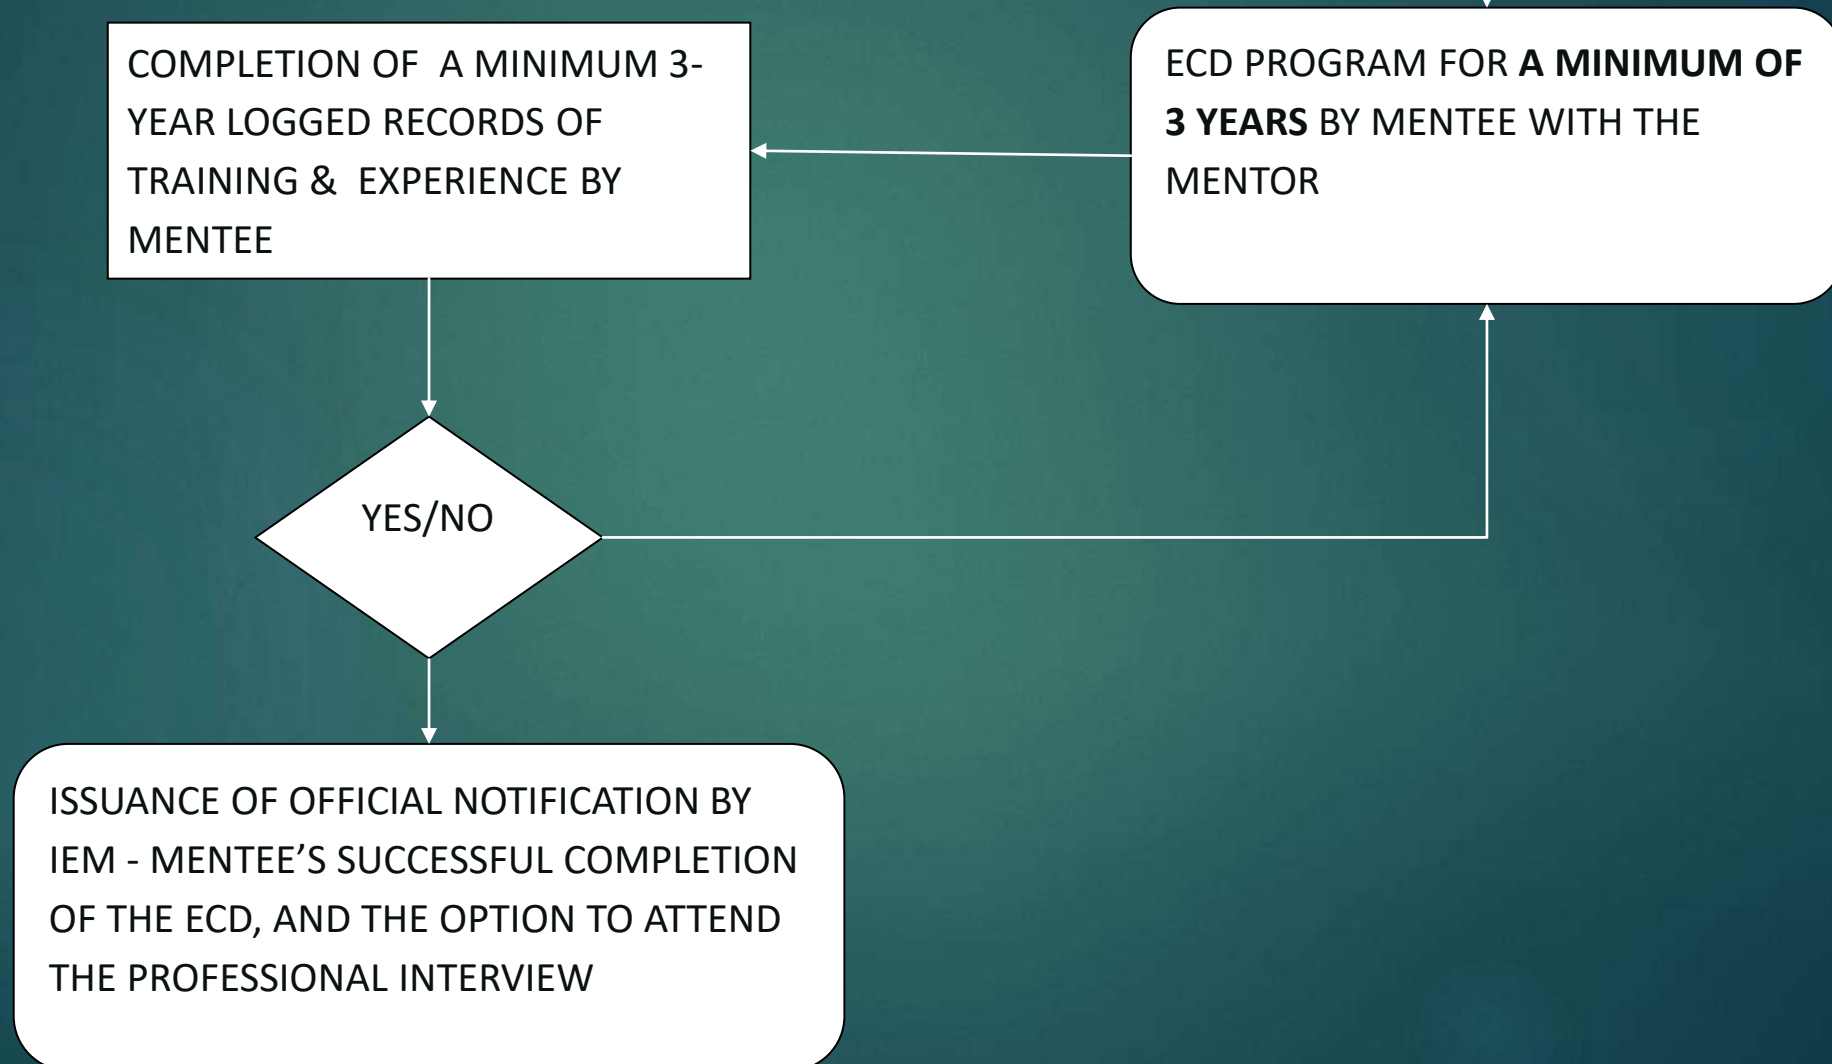 COMPLETION OF  A MINIMUM 3-
YEAR LOGGED RECORDS OF
TRAINING &  EXPERIENCE BY
MENTEE
ECD PROGRAM FOR A MINIMUM OF
3 YEARS BY MENTEE WITH THE
MENTOR
YES/NO
ISSUANCE OF OFFICIAL NOTIFICATION BY
IEM - MENTEE’S SUCCESSFUL COMPLETION
OF THE ECD, AND THE OPTION TO ATTEND
THE PROFESSIONAL INTERVIEW